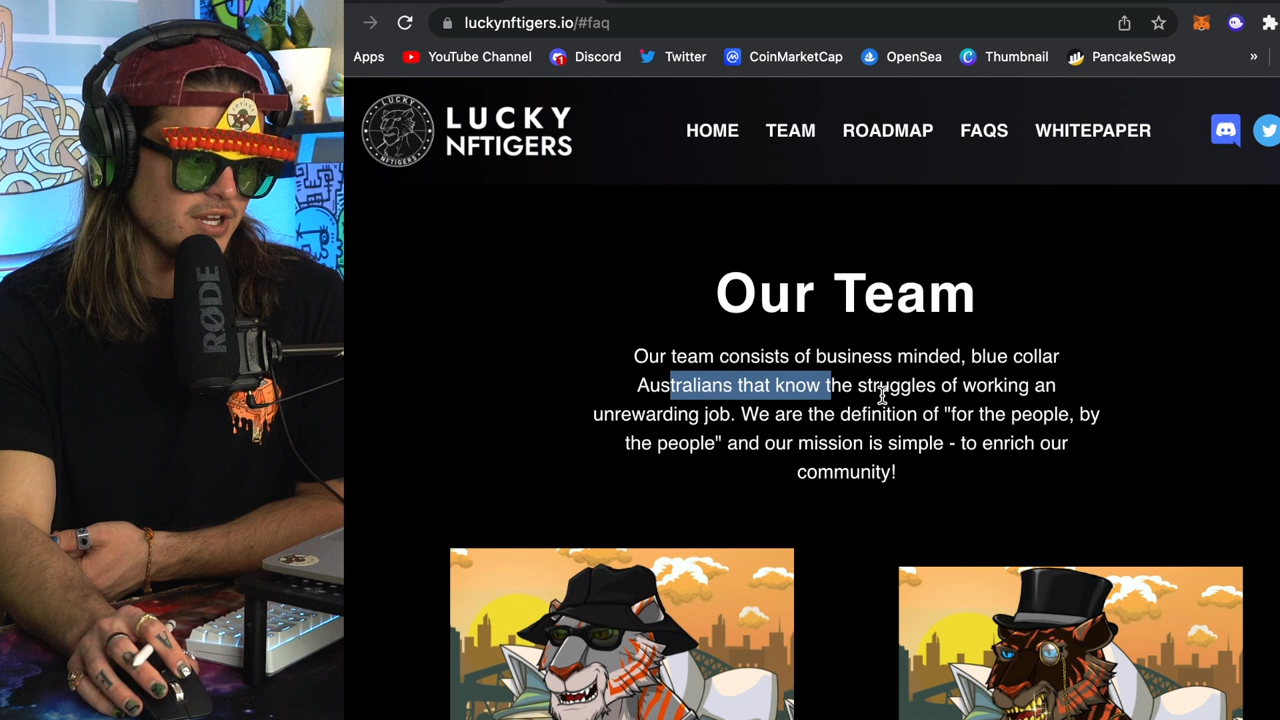 luckynftigers.io/#faq
Apps YouTube Channel Discord Twitter CoinMarketCap OpenSea Thumbnail PancakeSwap »
LUCKY
NFTIGERS
LUCKY
NFTIGERS
HOME TEAM ROADMAP FAQS WHITEPAPER
Our Team
Our team consists of business minded, blue collar
Australians that know the struggles of working an
unrewarding job. We are the definition of "for the people, by
the people" and our mission is simple - to enrich our
community!
RØDE